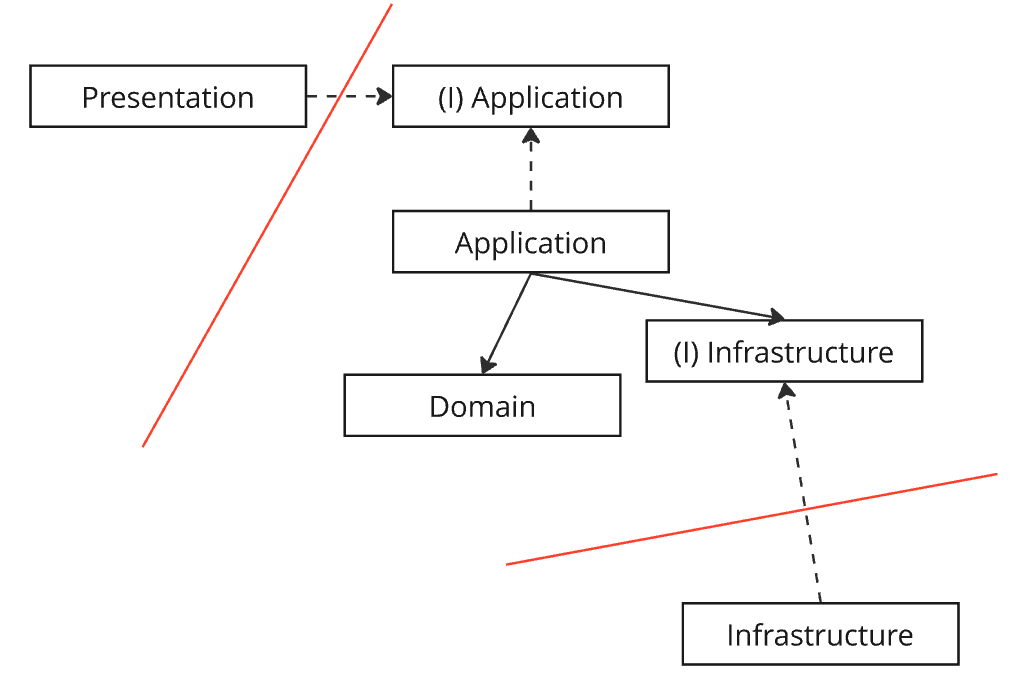 Presentation
(I) Application
Application
(I) Infrastructure
Domain
Infrastructure